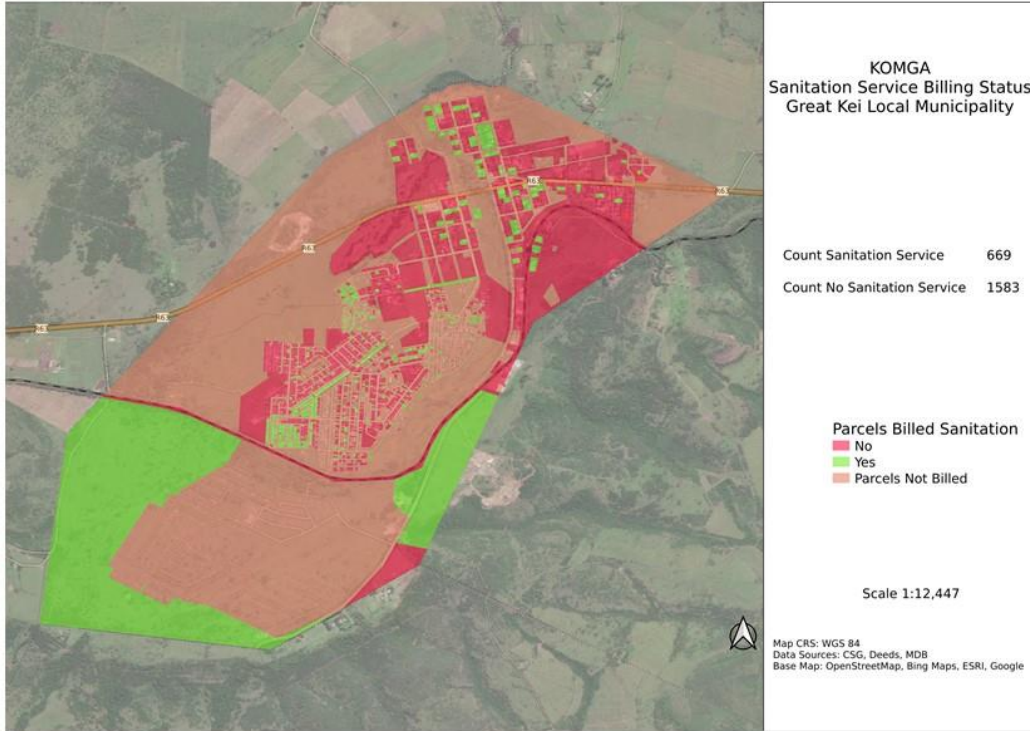 KOMGA
Sanitation Service Billing Status
Great Kei Local Municipality
R63
R63
R63
R63
R63
Count Sanitation Service 669
Count No Sanitation Service 1583
Parcels Billed Sanitation
No
Yes
Parcels Not Billed
Scale 1:12,447
Map CRS: WGS 84
Data Sources: CSG, Deeds, MDB
Base Map: OpenStreetMap, Bing Maps, ESRI, Google